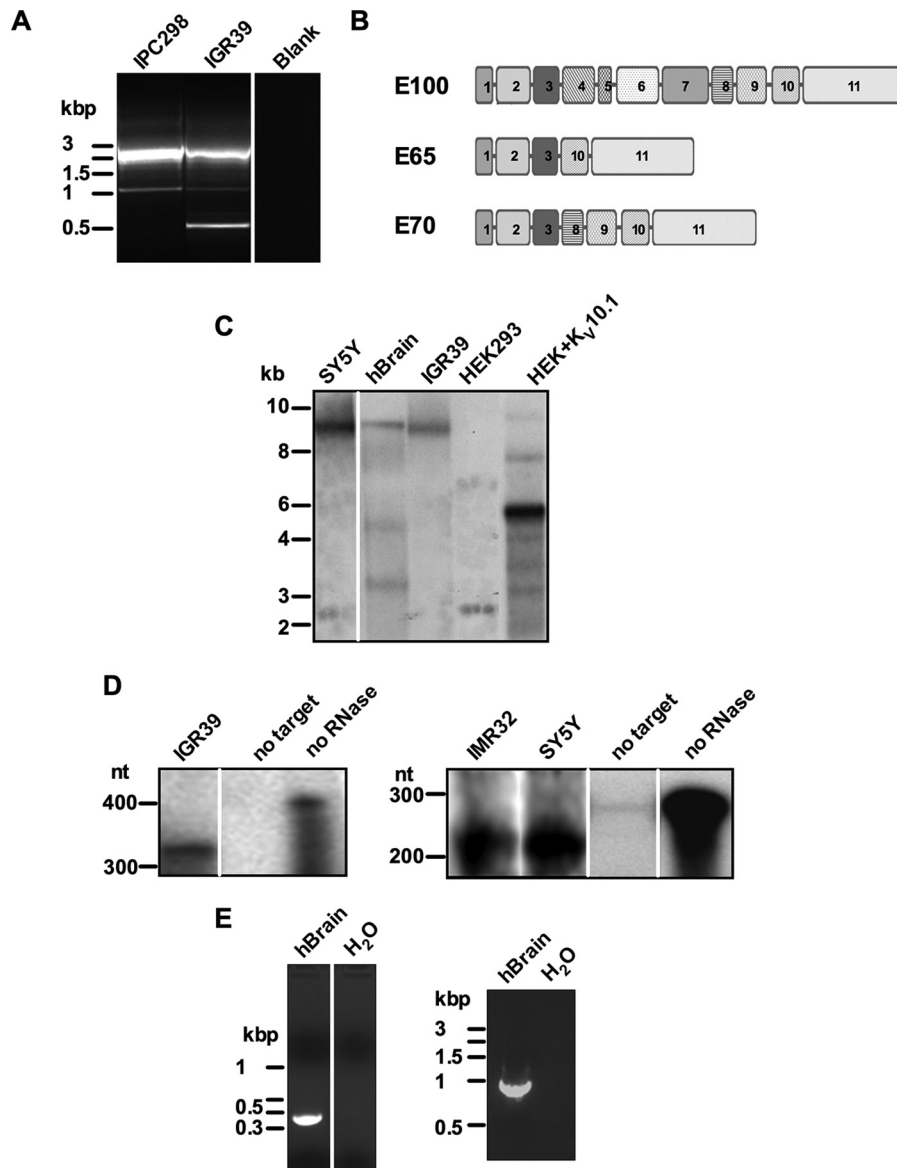 A
IPC298 IGR39 Blank
kbp
3
1.5
1
0.5
B
E100 1 2 3 4 5 6 7 8 9 10 11
E65 1 2 3 10 11
E70 1 2 3 8 9 10 11
C
SY5Y hBrain IGR39 HEK293 HEK+KV10.1
kb
10
8
6
4
3
2
D
IGR39 no target no RNase
nt
400
300
IMR32 SY5Y no target no RNase
nt
300
200
E
hBrain H2O
kbp
1
0.5
0.3
hBrain H2O
kbp
3
1.5
1
0.5